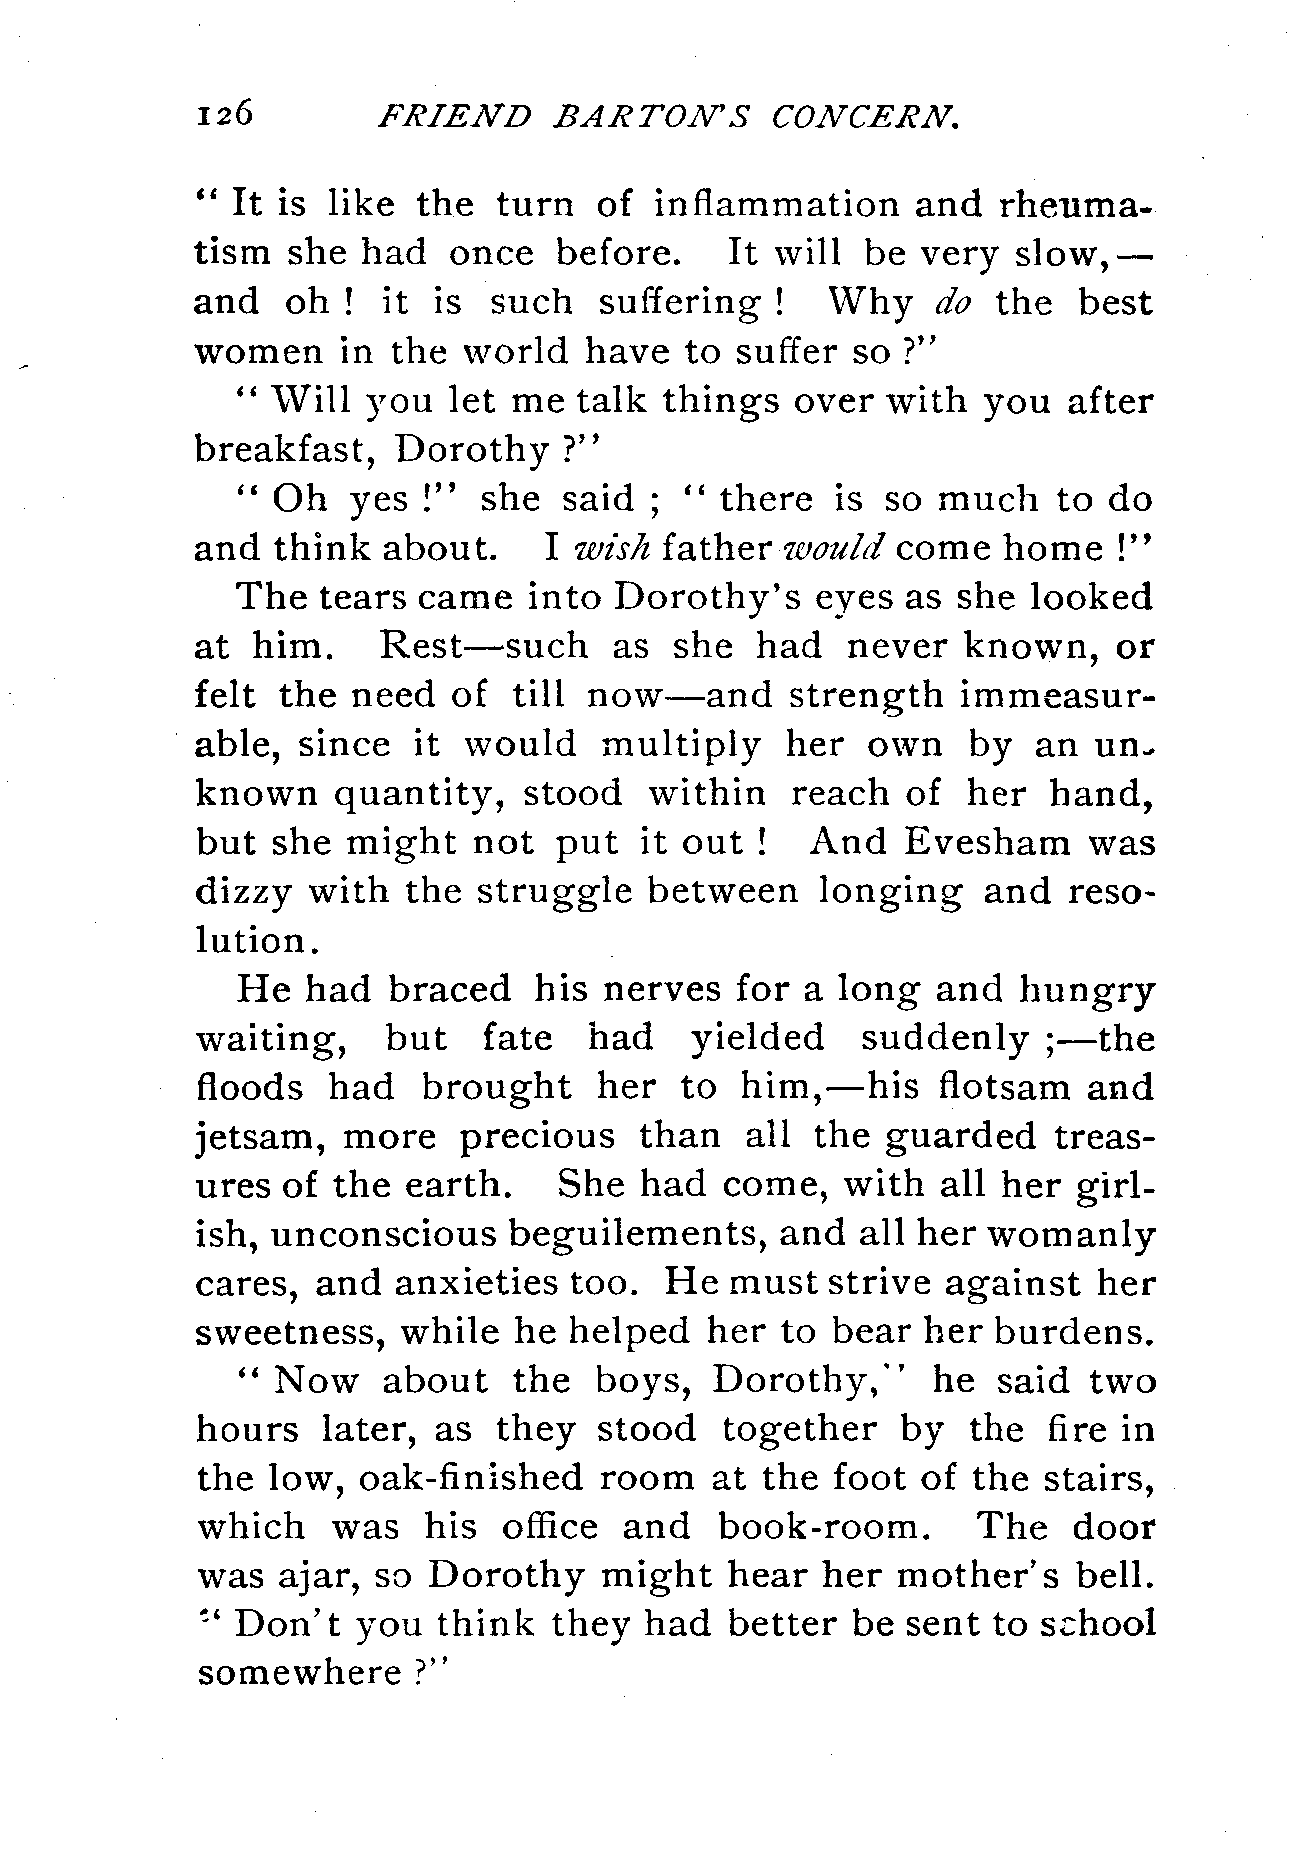 126 FRIEND BARTON'S CONCERN.
“ It is like the turn of inflammation and rheuma-
tism she had once before. It will be very slow,—
and oh ! it is such suffering ! Why do the best
women in the world have to suffer so ?”
“ Will you let me talk things over with you after
breakfast, Dorothy ?”
“ Oh yes !” she said ; “ there is so much to do
and think about. I wish father would come home !”
The tears came into Dorothy's eyes as she looked
at him. Rest—such as she had never known, or
felt the need of till now—and strength immeasur-
able, since it would multiply her own by an un-
known quantity, stood within reach of her hand,
but she might not put it out ! And Evesham was
dizzy with the struggle between longing and reso-
lution.
He had braced his nerves for a long and hungry
waiting, but fate had yielded suddenly ;—the
floods had brought her to him,—his flotsam and
jetsam, more precious than all the guarded treas-
ures of the earth. She had come, with all her girl-
ish, unconscious beguilements, and all her womanly
cares, and anxieties too. He must strive against her
sweetness, while he helped her to bear her burdens.
“ Now about the boys, Dorothy,” he said two
hours later, as they stood together by the fire in
the low, oak-finished room at the foot of the stairs,
which was his office and book-room. The door
was ajar, so Dorothy might hear her mother's bell.
“ Don't you think they had better be sent to school
somewhere ?”